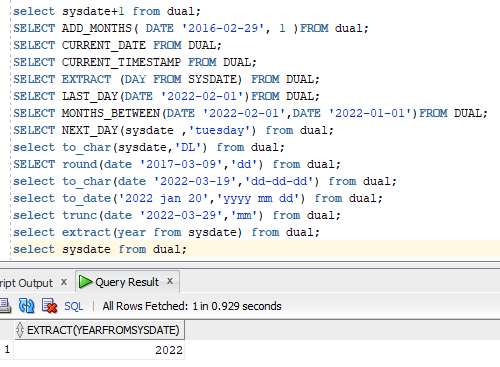 select sysdate+1 from dual;
SELECT ADD_MONTHS( DATE '2016-02-29', 1 )FROM dual;
SELECT CURRENT_DATE FROM DUAL;
SELECT CURRENT_TIMESTAMP FROM DUAL;
SELECT EXTRACT (DAY FROM SYSDATE) FROM DUAL;
SELECT LAST_DAY(DATE '2022-02-01')FROM DUAL;
SELECT MONTHS_BETWEEN(DATE '2022-02-01',DATE '2022-01-01')FROM DUAL;
SELECT NEXT_DAY(sysdate ,'tuesday') from dual;
select to_char(sysdate,'DL') FROM DUAL;
SELECT round(date '2017-03-09','dd') from dual;
select to_char(date '2022-03-19','dd-dd-dd') from dual;
select to_date('2022 jan 20','yyyy mm dd') from dual;
select trunc(date '2022-03-29','mm') from dual;
select extract(year from sysdate) from dual;
select sysdate from dual;
ript Output x Query Result x
SQL | All Rows Fetched: 1 in 0.929 seconds
EXTRACT(YEARFROMSYSDATE)
1 2022